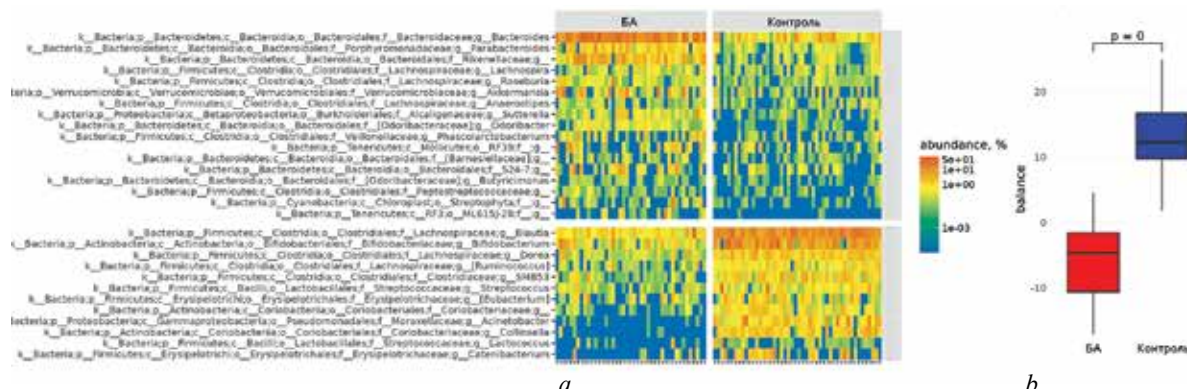 БА Контроль
k__Bacteria;p__Bacteroidetes;c__Bacteroidia;o__Bacteroidales;f__Bacteroidaceae;g__Bacteroides
k__Bacteria;p__Bacteroidetes;c__Bacteroidia;o__Bacteroidales;f__Porphyromonadaceae;g__Parabacteroides
k__Bacteria;p__Bacteroidetes;c__Bacteroidia;o__Bacteroidales;f__Rikenellaceae;g__
k__Bacteria;p__Firmicutes;c__Clostridia;o__Clostridiales;f__Lachnospiraceae;g__Lachnospira
k__Bacteria;p__Firmicutes;c__Clostridia;o__Clostridiales;f__Lachnospiraceae;g__Roseburia
ria;p__Verrucomicrobia;c__Verrucomicrobiae;o__Verrucomicrobiales;f__Verrucomicrobiaceae;g__Akkermansia
k__Bacteria;p__Firmicutes;c__Clostridia;o__Clostridiales;f__Lachnospiraceae;g__Anaerostipes
k__Bacteria;p__Proteobacteria;c__Betaproteobacteria;o__Burkholderiales;f__Alcaligenaceae;g__Sutterella
k__Bacteria;p__Bacteroidetes;c__Bacteroidia;o__Bacteroidales;f__[Odoribacteraceae];g__Odoribacter
k__Bacteria;p__Firmicutes;c__Clostridia;o__Clostridiales;f__Veillonellaceae;g__Phascolarctobacterium
k__Bacteria;p__Tenericutes;c__Mollicutes;o__RF39;f__;g__
k__Bacteria;p__Bacteroidetes;c__Bacteroidia;o__Bacteroidales;f__[Barnesiellaceae];g__
k__Bacteria;p__Bacteroidetes;c__Bacteroidia;o__Bacteroidales;f__S24-7;g__
k__Bacteria;p__Bacteroidetes;c__Bacteroidia;o__Bacteroidales;f__[Odoribacteraceae];g__Butyricimonas
k__Bacteria;p__Firmicutes;c__Clostridia;o__Clostridiales;f__Peptostreptococcaceae;g__
k__Bacteria;p__Cyanobacteria;c__Chloroplast;o__Streptophyta;f__;g__
k__Bacteria;p__Tenericutes;c__RF3;o__ML615J-28;f__;g__
k__Bacteria;p__Firmicutes;c__Clostridia;o__Clostridiales;f__Lachnospiraceae;g__Blautia
k__Bacteria;p__Actinobacteria;c__Actinobacteria;o__Bifidobacteriales;f__Bifidobacteriaceae;g__Bifidobacterium
k__Bacteria;p__Firmicutes;c__Clostridia;o__Clostridiales;f__Lachnospiraceae;g__Dorea
k__Bacteria;p__Firmicutes;c__Clostridia;o__Clostridiales;f__Lachnospiraceae;g__[Ruminococcus]
k__Bacteria;p__Firmicutes;c__Clostridia;o__Clostridiales;f__Clostridiaceae;g__SMB53
k__Bacteria;p__Firmicutes;c__Bacilli;o__Lactobacillales;f__Streptococcaceae;g__Streptococcus
k__Bacteria;p__Firmicutes;c__Erysipelotrichi;o__Erysipelotrichales;f__Erysipelotrichaceae;g__[Eubacterium]
k__Bacteria;p__Actinobacteria;c__Coriobacteriia;o__Coriobacteriales;f__Coriobacteriaceae;g__
Bacteria;p__Proteobacteria;c__Gammaproteobacteria;o__Pseudomonadales;f__Moraxellaceae;g__Acinetobacter
k__Bacteria;p__Actinobacteria;c__Coriobacteriia;o__Coriobacteriales;f__Coriobacteriaceae;g__Collinsella
k__Bacteria;p__Firmicutes;c__Bacilli;o__Lactobacillales;f__Streptococcaceae;g__Lactococcus
k__Bacteria;p__Firmicutes;c__Erysipelotrichi;o__Erysipelotrichales;f__Erysipelotrichaceae;g__Catenibacterium
abundance, %
5e+01
1e+00
1e-03
a
p = 0
balance
20
10
0
-10
БА Контроль
b